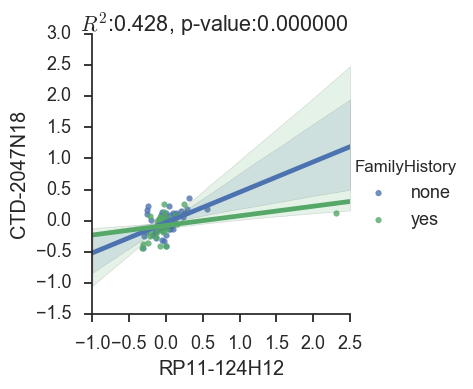 R²:0.428, p-value:0.000000
3.0
2.5
2.0
1.5
1.0
0.5
0.0
−0.5
−1.0
−1.5
CTD-2047N18
−1.0 −0.5 0.0 0.5 1.0 1.5 2.0 2.5
RP11-124H12
FamilyHistory
none
yes